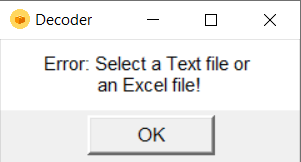 Decoder
Error: Select a Text file or
an Excel file!
OK